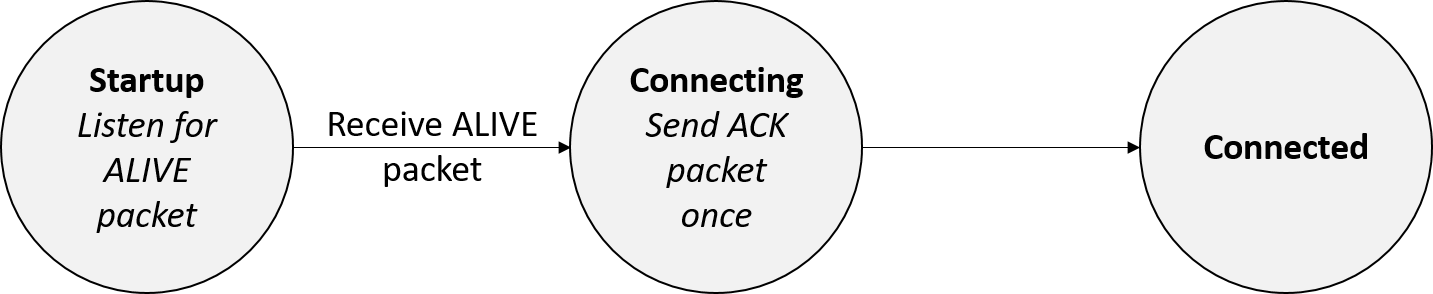 Startup
Listen for
ALIVE
packet
Receive ALIVE
packet
Connecting
Send ACK
packet
once
Connected